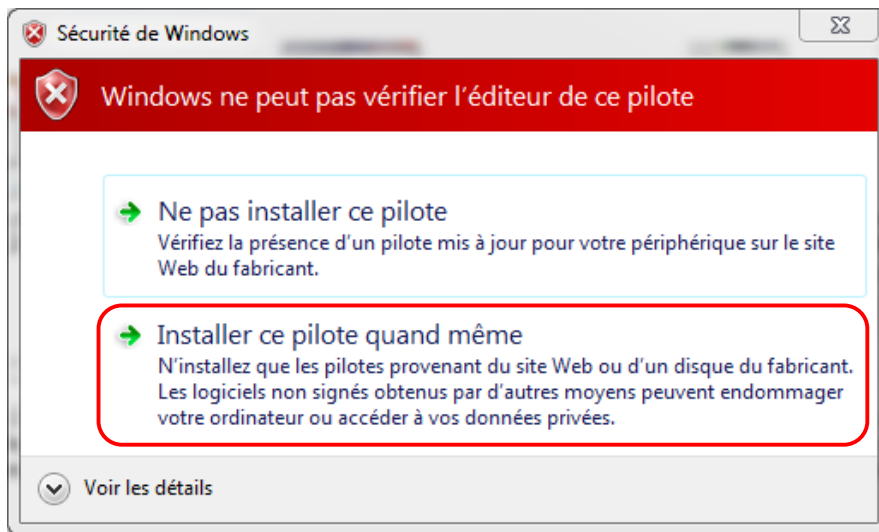 Sécurité de Windows
Windows ne peut pas vérifier l’éditeur de ce pilote
Ne pas installer ce pilote
Vérifiez la présence d’un pilote mis à jour pour votre périphérique sur le site
Web du fabricant.
Installer ce pilote quand même
N’installez que les pilotes provenant du site Web ou d’un disque du fabricant.
Les logiciels non signés obtenus par d’autres moyens peuvent endommager
votre ordinateur ou accéder à vos données privées.
Voir les détails